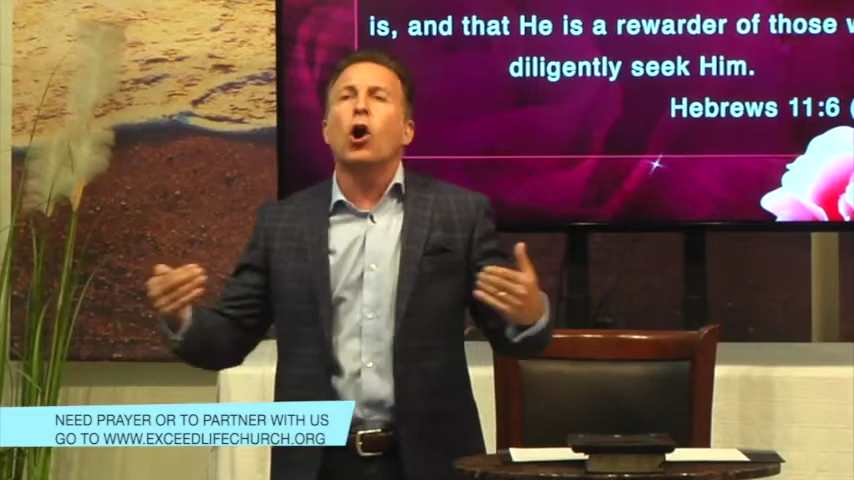 is, and that He is a rewarder of those
diligently seek Him.
Hebrews 11:6 (
NEED PRAYER OR TO PARTNER WITH US
GO TO WWW.EXCEEDLIFECHURCH.ORG